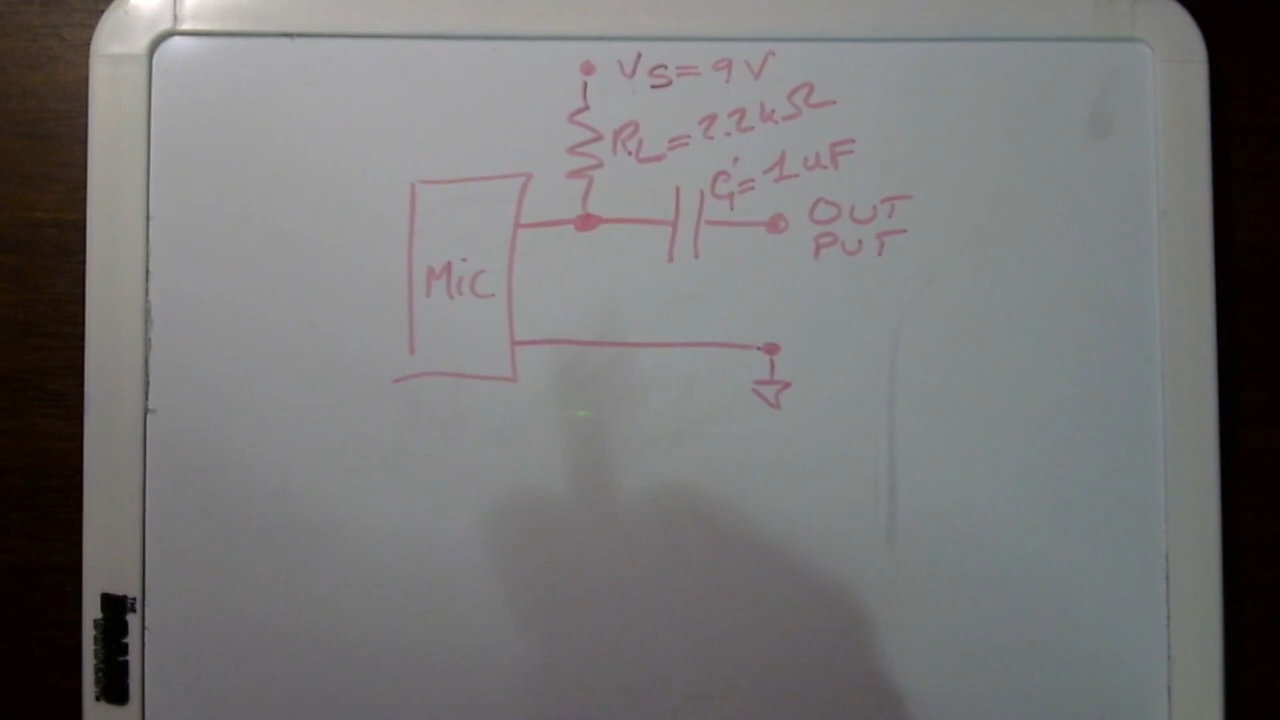 VS=9V
RL=2.2kΩ
C1=1uF
OUT
PUT
MiC